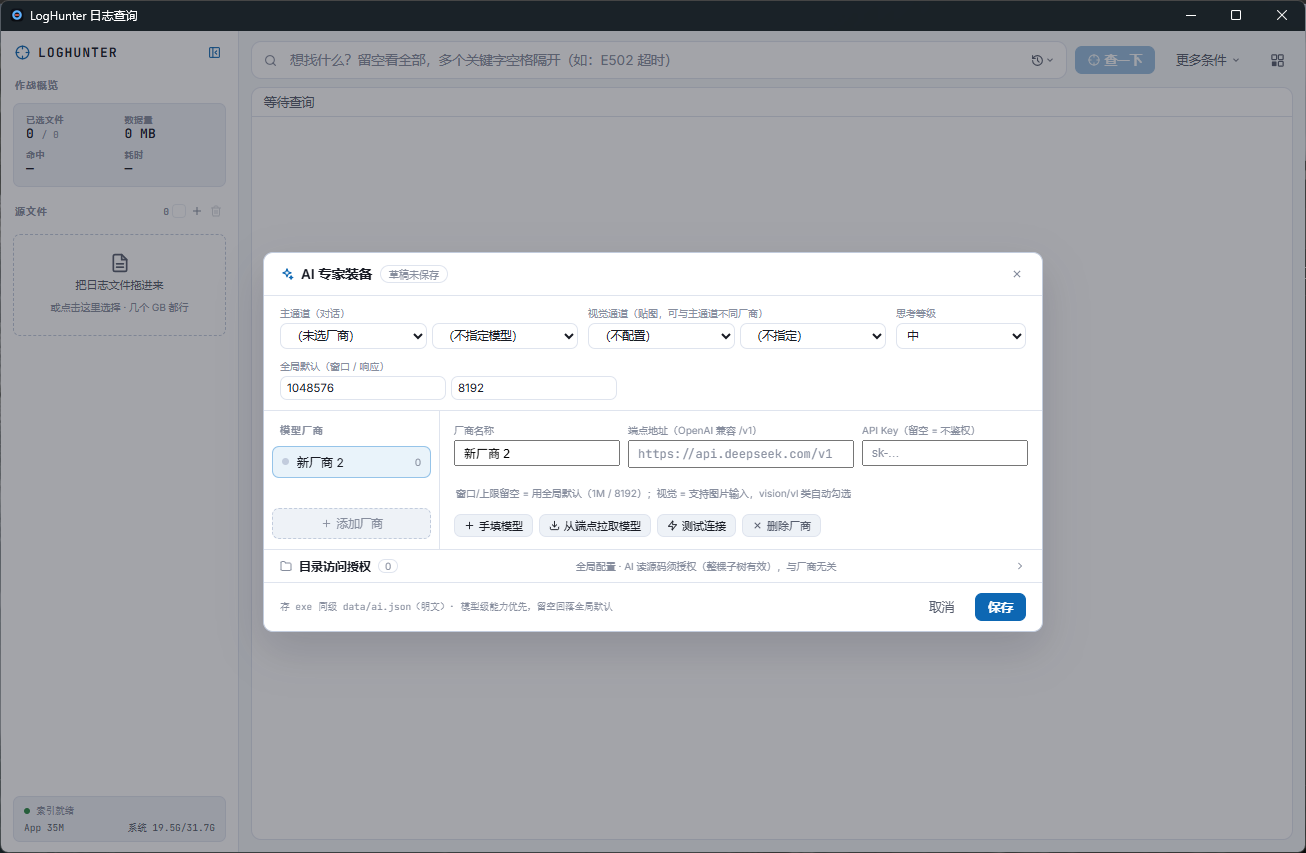 LogHunter 日志查询
LOGHUNTER
作战概览
已选文件 数据量
0 / 0 0 MB
命中 耗时
— —
源文件 0
把日志文件拖进来
或点击这里选择 · 几个 GB 都行
索引就绪
App 35M 系统 19.5G/31.7G
想找什么？留空看全部，多个关键字空格隔开（如：E502 超时）
查一下
更多条件
等待查询
AI 专家装备 草稿未保存
主通道（对话） 视觉通道（贴图，可与主通道不同厂商） 思考等级
(未选厂商) (不指定模型) (不配置) (不指定) 中
全局默认（窗口 / 响应）
1048576 8192
模型厂商
新厂商 2 0
+ 添加厂商
厂商名称 端点地址（OpenAI 兼容 /v1） API Key（留空 = 不鉴权）
新厂商 2 https://api.deepseek.com/v1 sk-...
窗口/上限留空 = 用全局默认（1M / 8192）；视觉 = 支持图片输入，vision/vl 类自动勾选
+ 手填模型 从端点拉取模型 测试连接 × 删除厂商
目录访问授权 0 全局配置 · AI 读源码须授权（整棵子树有效），与厂商无关
存 exe 同级 data/ai.json（明文）· 模型级能力优先，留空回落全局默认
取消 保存